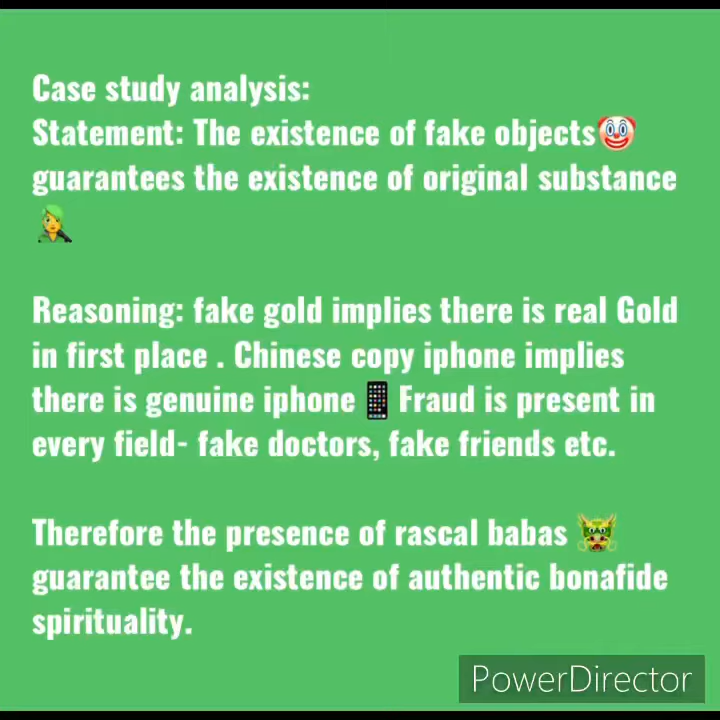 Case study analysis:
Statement: The existence of fake objects🤡
guarantees the existence of original substance
👩‍🎤
Reasoning: fake gold implies there is real Gold
in first place . Chinese copy iphone implies
there is genuine iphone📱Fraud is present in
every field- fake doctors, fake friends etc.
Therefore the presence of rascal babas 🐲
guarantee the existence of authentic bonafide
spirituality.
PowerDirector